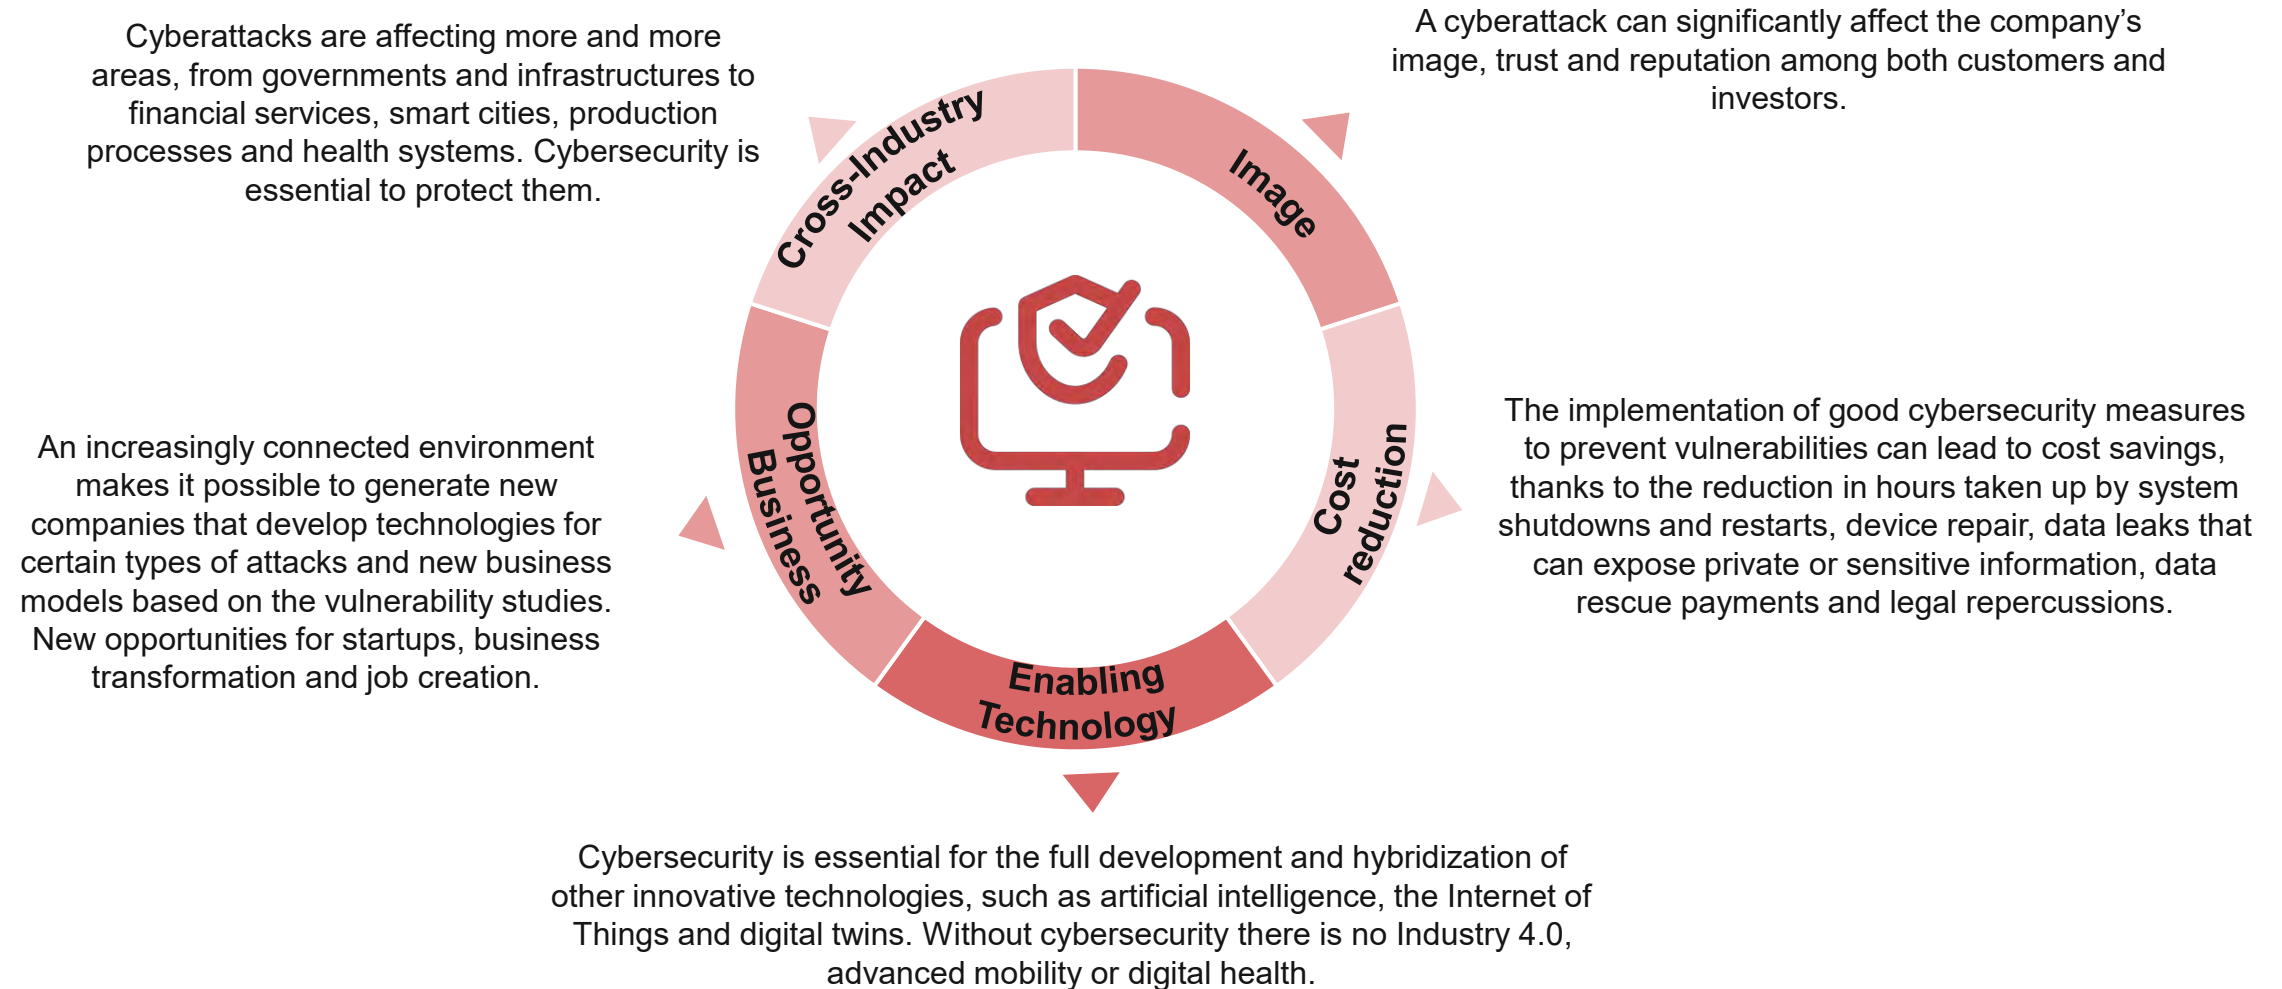 Cyberattacks are affecting more and more
areas, from governments and infrastructures to
financial services, smart cities, production
processes and health systems. Cybersecurity is
essential to protect them.
A cyberattack can significantly affect the company’s
image, trust and reputation among both customers and
investors.
Cross-Industry
Impact
Image
An increasingly connected environment
makes it possible to generate new
companies that develop technologies for
certain types of attacks and new business
models based on the vulnerability studies.
New opportunities for startups, business
transformation and job creation.
Opportunity
Business
Cost
reduction
The implementation of good cybersecurity measures
to prevent vulnerabilities can lead to cost savings,
thanks to the reduction in hours taken up by system
shutdowns and restarts, device repair, data leaks that
can expose private or sensitive information, data
rescue payments and legal repercussions.
Enabling
Technology
Cybersecurity is essential for the full development and hybridization of
other innovative technologies, such as artificial intelligence, the Internet of
Things and digital twins. Without cybersecurity there is no Industry 4.0,
advanced mobility or digital health.